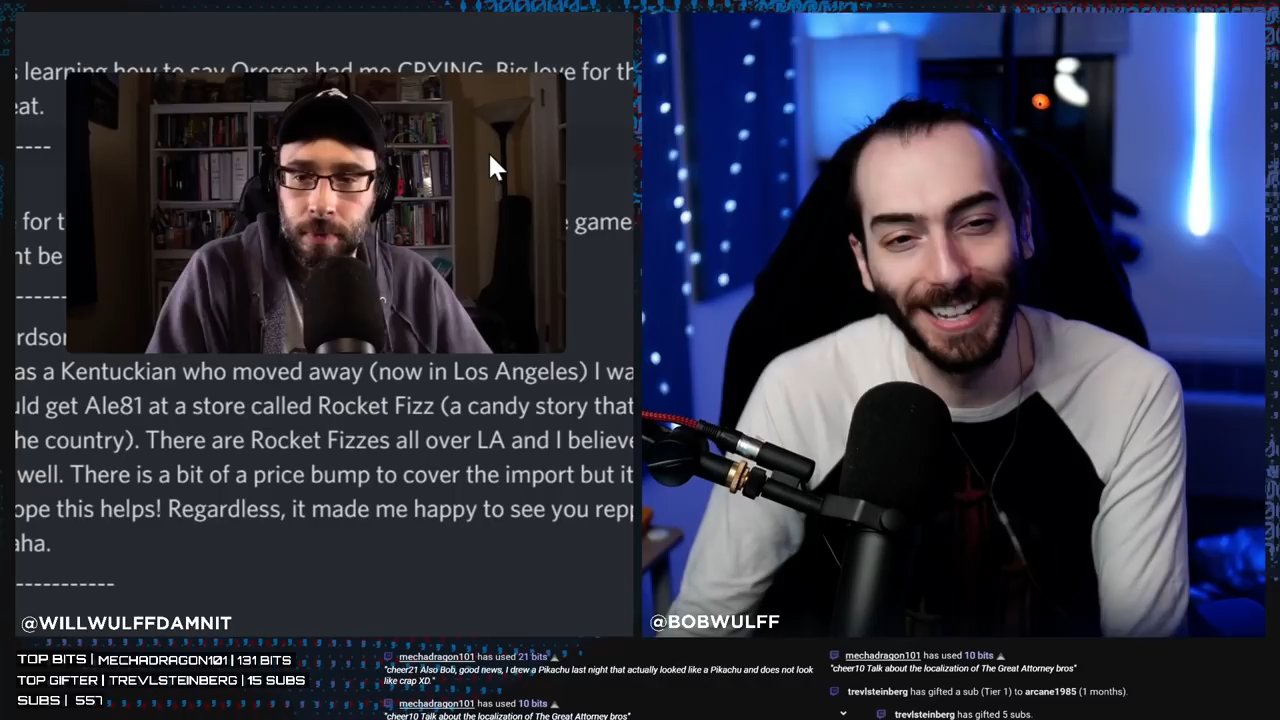 s learning how to say Oregon had me CRYING. Big love for th
eat.
----
for t
e game
nt be
------
rdson
as a Kentuckian who moved away (now in Los Angeles) I wa
uld get Ale81 at a store called Rocket Fizz (a candy story that
he country). There are Rocket Fizzes all over LA and I believe
well. There is a bit of a price bump to cover the import but it
ope this helps! Regardless, it made me happy to see you repp
aha.
-----------
@WILLWULFFDAMNIT
@BOBWULFF
TOP BITS | MECHADRAGON101 | 131 BITS
TOP GIFTER | TREVLSTEINBERG | 15 SUBS
SUBS | 557
mechadragon101 has used 21 bits
"cheer21 Also Bob, good news, I drew a Pikachu last night that actually looked like a Pikachu and does not look
like crap XD."
mechadragon101 has used 10 bits
"cheer10 Talk about the localization of The Great Attorney bros"
mechadragon101 has used 10 bits
"cheer10 Talk about the localization of The Great Attorney bros"
trevlsteinberg has gifted a sub (Tier 1) to arcane1985 (1 months).
trevlsteinberg has gifted 5 subs.